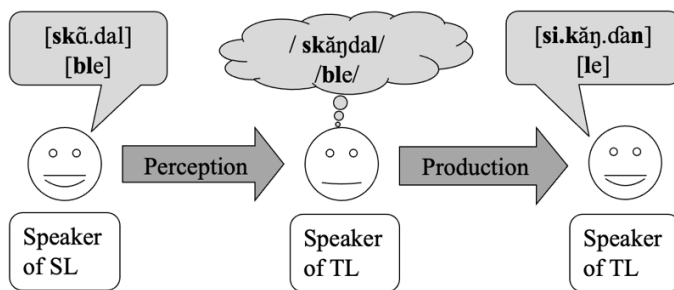 [skɑ̃.dal]
[ble]
/ skăŋdal/
/ble/
[si.kăŋ.ɗan]
[le]
Perception
Production
Speaker
of SL
Speaker
of TL
Speaker
of TL